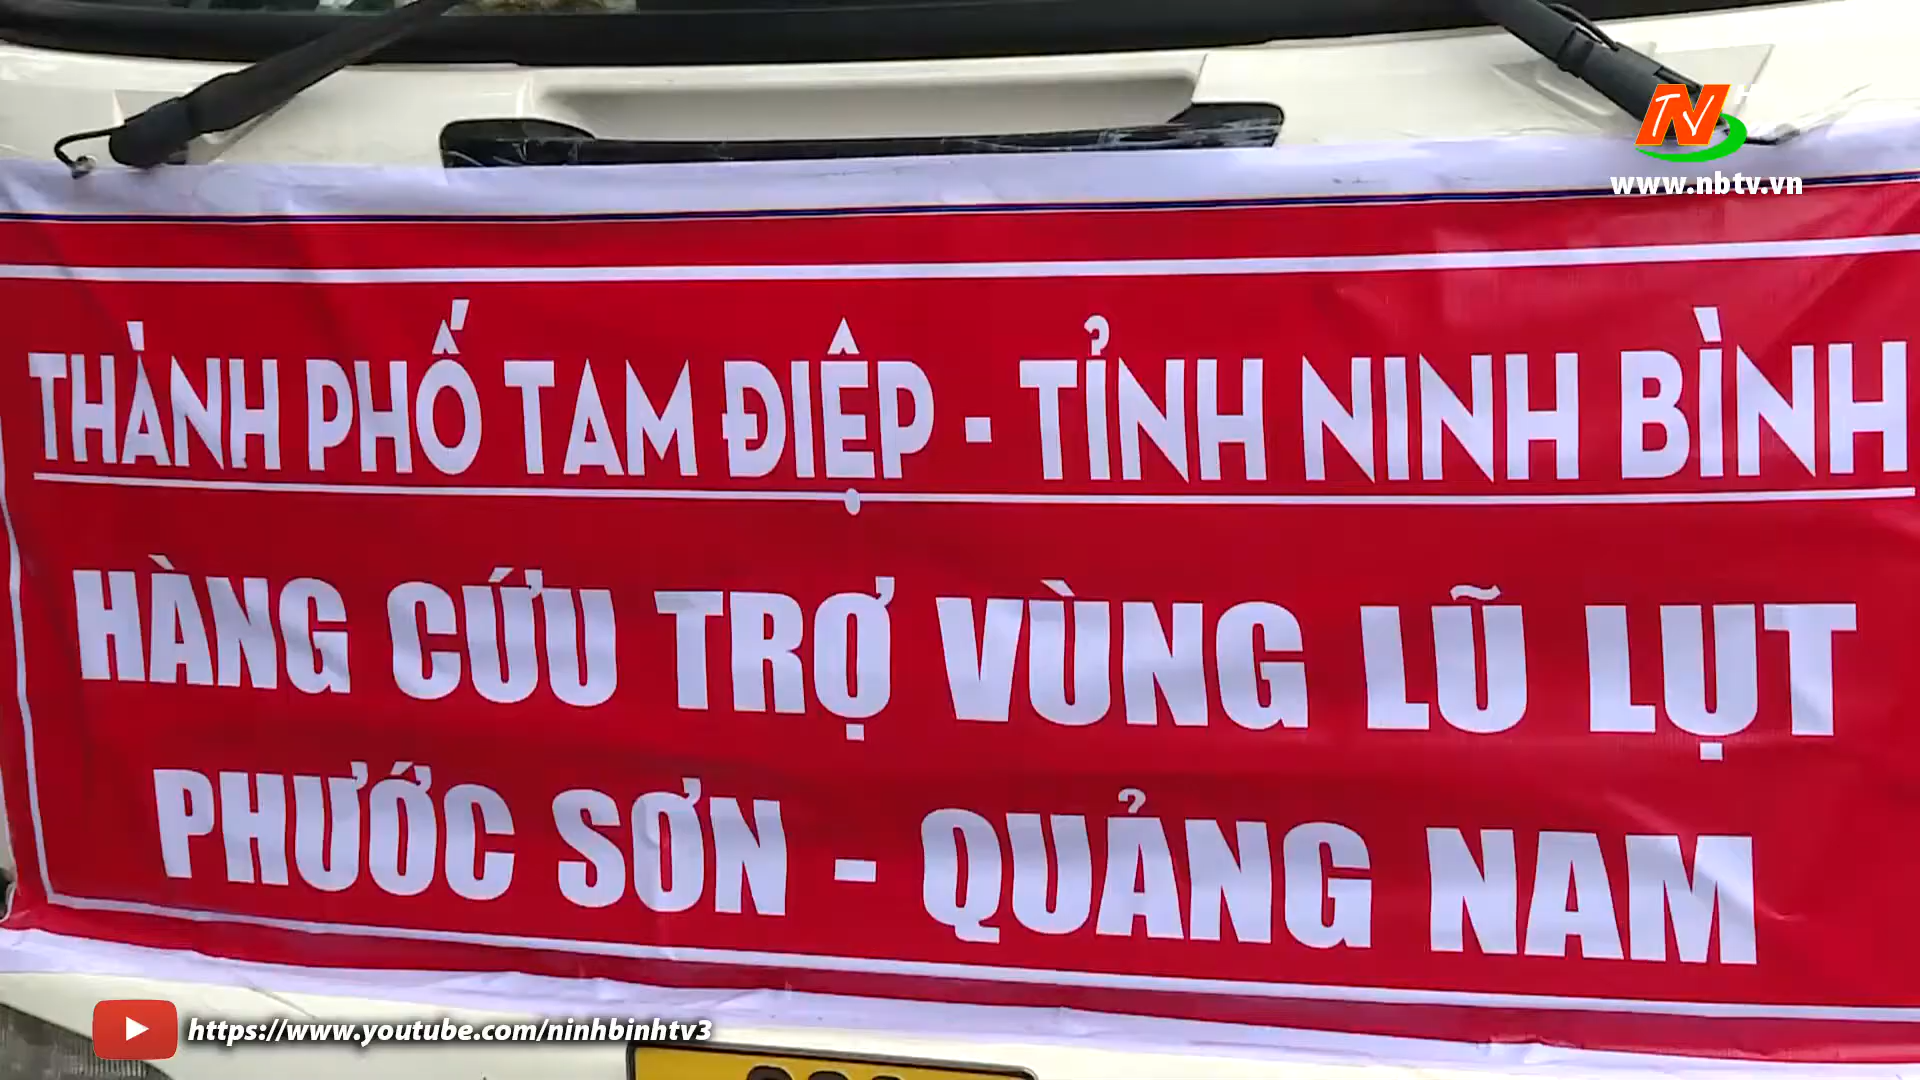 TVN
www.nbtv.vn
THÀNH PHỐ TAM ĐIỆP - TỈNH NINH BÌNH
HÀNG CỨU TRỢ VÙNG LŨ LỤT
PHƯỚC SƠN - QUẢNG NAM
https://www.youtube.com/ninhbinhtv3